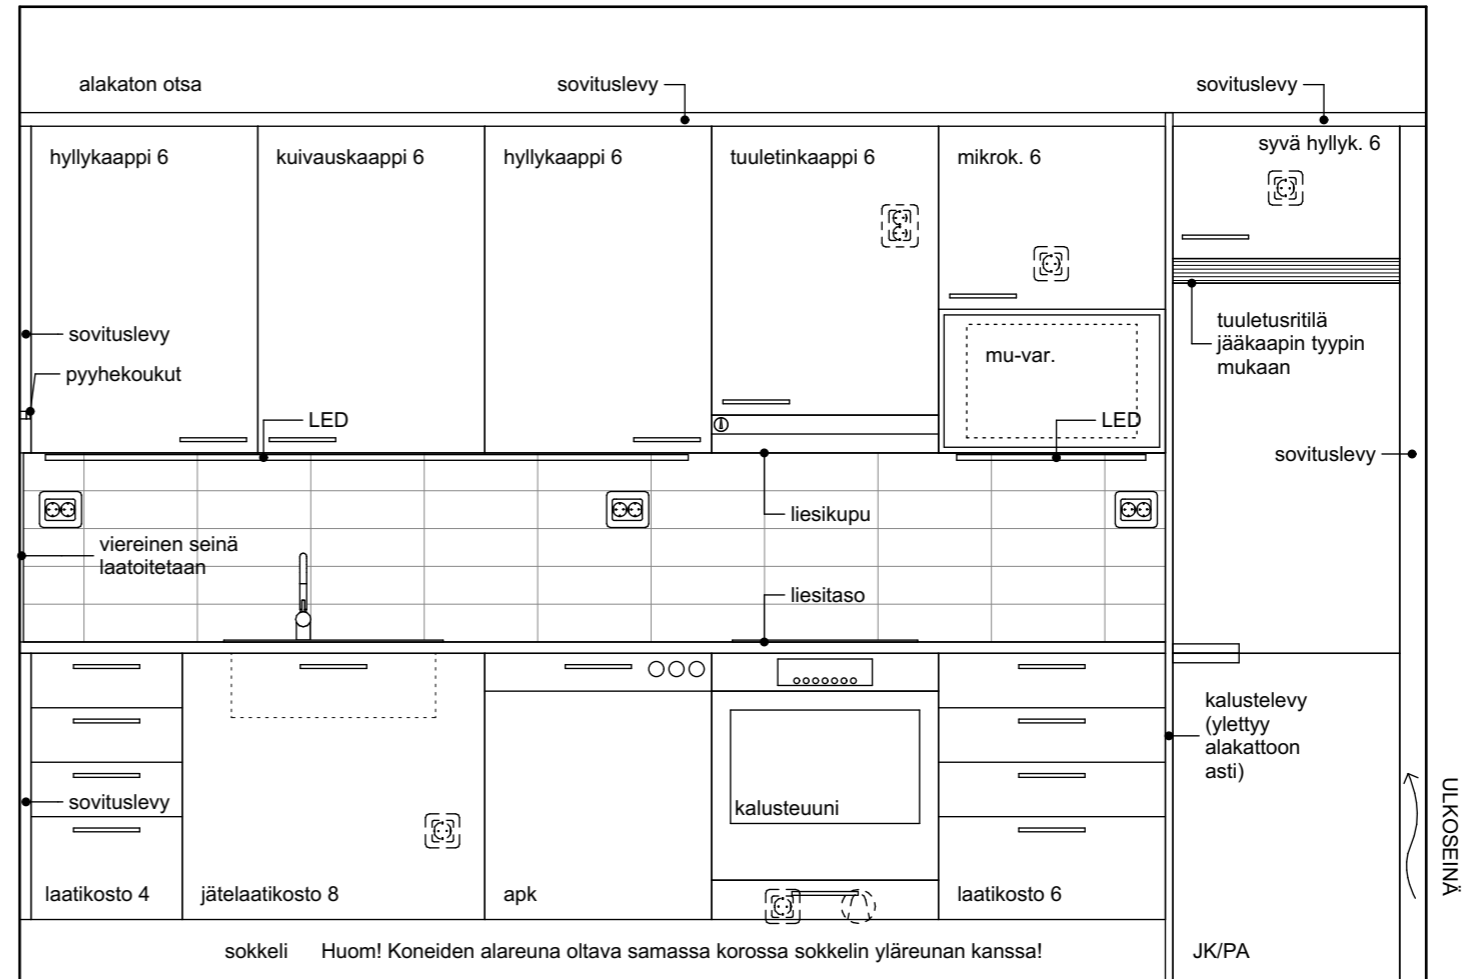 alakaton otsa
sovituslevy
sovituslevy
hyllykaappi 6
kuivauskaappi 6
hyllykaappi 6
tuuletinkaappi 6
mikrok. 6
syvä hyllyk. 6
sovituslevy
pyyhekoukut
LED
mu-var.
LED
tuuletusritilä
jääkaapin tyypin
mukaan
sovituslevy
liesikupu
viereinen seinä
laatoitetaan
liesitaso
kalustelevy
(ylettyy
alakattoon
asti)
sovituslevy
kalusteuuni
ULKOSEINÄ
laatikosto 4
jätelaatikosto 8
apk
laatikosto 6
sokkeli
Huom! Koneiden alareuna oltava samassa korossa sokkelin yläreunan kanssa!
JK/PA